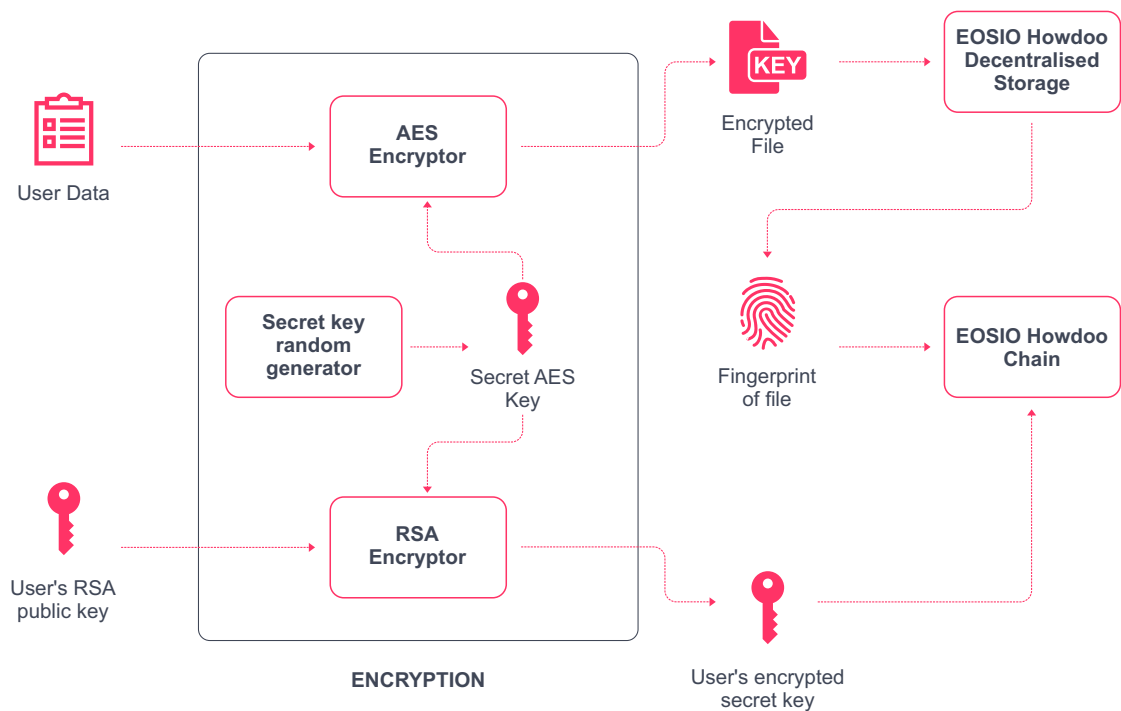 EOSIO Howdoo
Decentralised
Storage
KEY
AES
Encryptor
Encrypted
File
User Data
Secret key
random
generator
Secret AES
Key
Fingerprint
of file
EOSIO Howdoo
Chain
RSA
Encryptor
User's RSA
public key
User's encrypted
secret key
ENCRYPTION